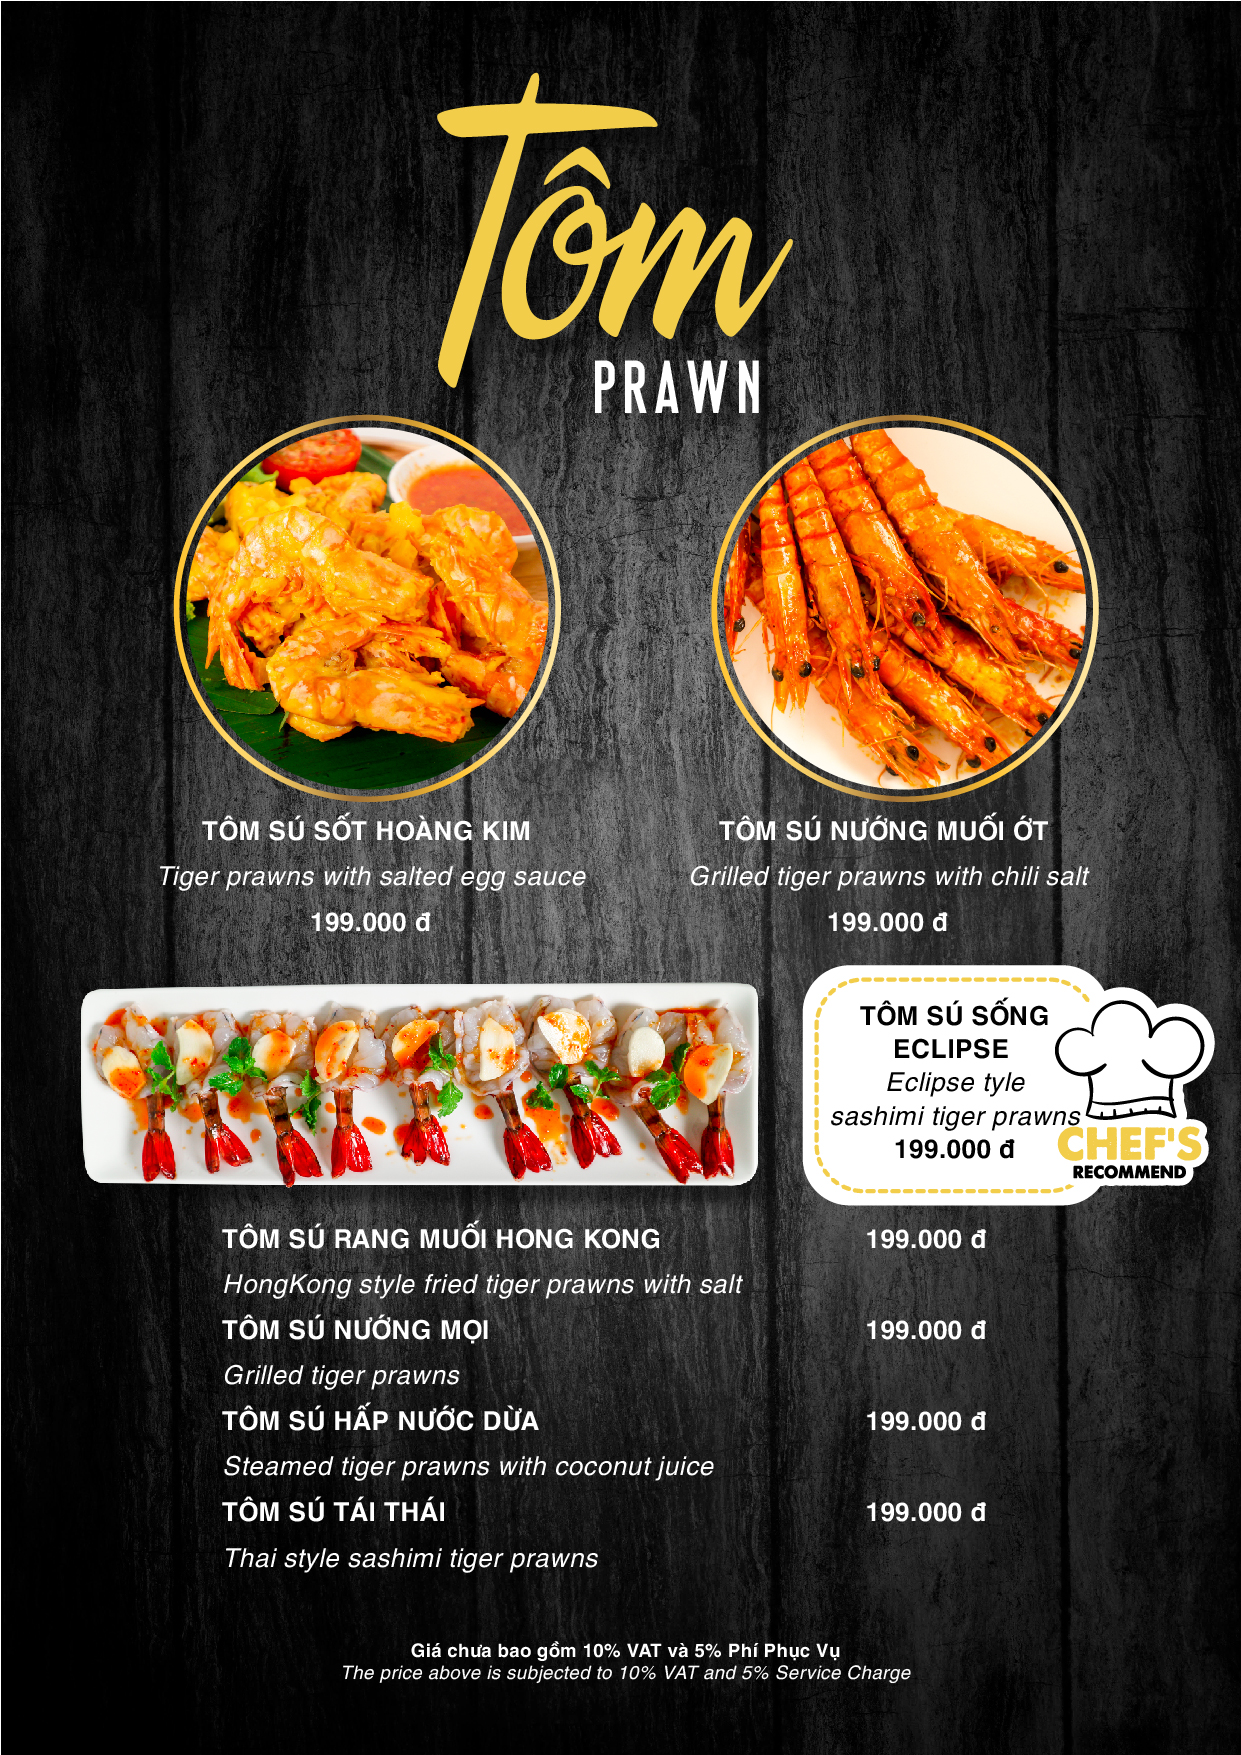 Tôm
PRAWN
TÔM SÚ SỐT HOÀNG KIM
Tiger prawns with salted egg sauce
199.000 đ
TÔM SÚ NƯỚNG MUỐI ỚT
Grilled tiger prawns with chili salt
199.000 đ
TÔM SÚ SỐNG
ECLIPSE
Eclipse tyle
sashimi tiger prawns
199.000 đ
CHEF'S
RECOMMEND
TÔM SÚ RANG MUỐI HONG KONG 199.000 đ
HongKong style fried tiger prawns with salt
TÔM SÚ NƯỚNG MỌI 199.000 đ
Grilled tiger prawns
TÔM SÚ HẤP NƯỚC DỪA 199.000 đ
Steamed tiger prawns with coconut juice
TÔM SÚ TÁI THÁI 199.000 đ
Thai style sashimi tiger prawns
Giá chưa bao gồm 10% VAT và 5% Phí Phục Vụ
The price above is subjected to 10% VAT and 5% Service Charge